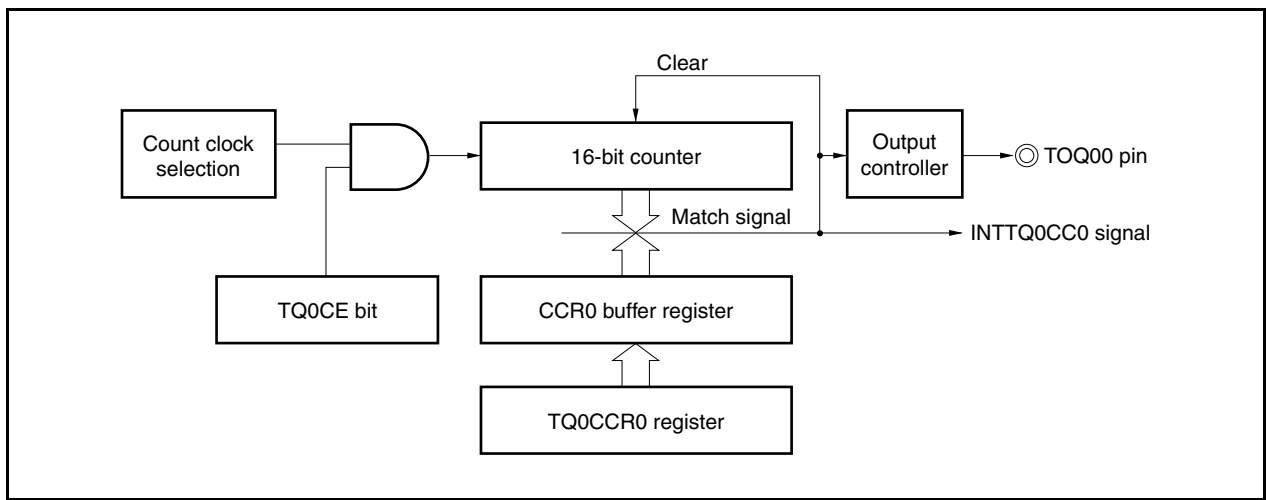 Clear
Count clock
selection
16-bit counter
Output
controller
TOQ00 pin
Match signal
INTTQ0CC0 signal
TQ0CE bit
CCR0 buffer register
TQ0CCR0 register